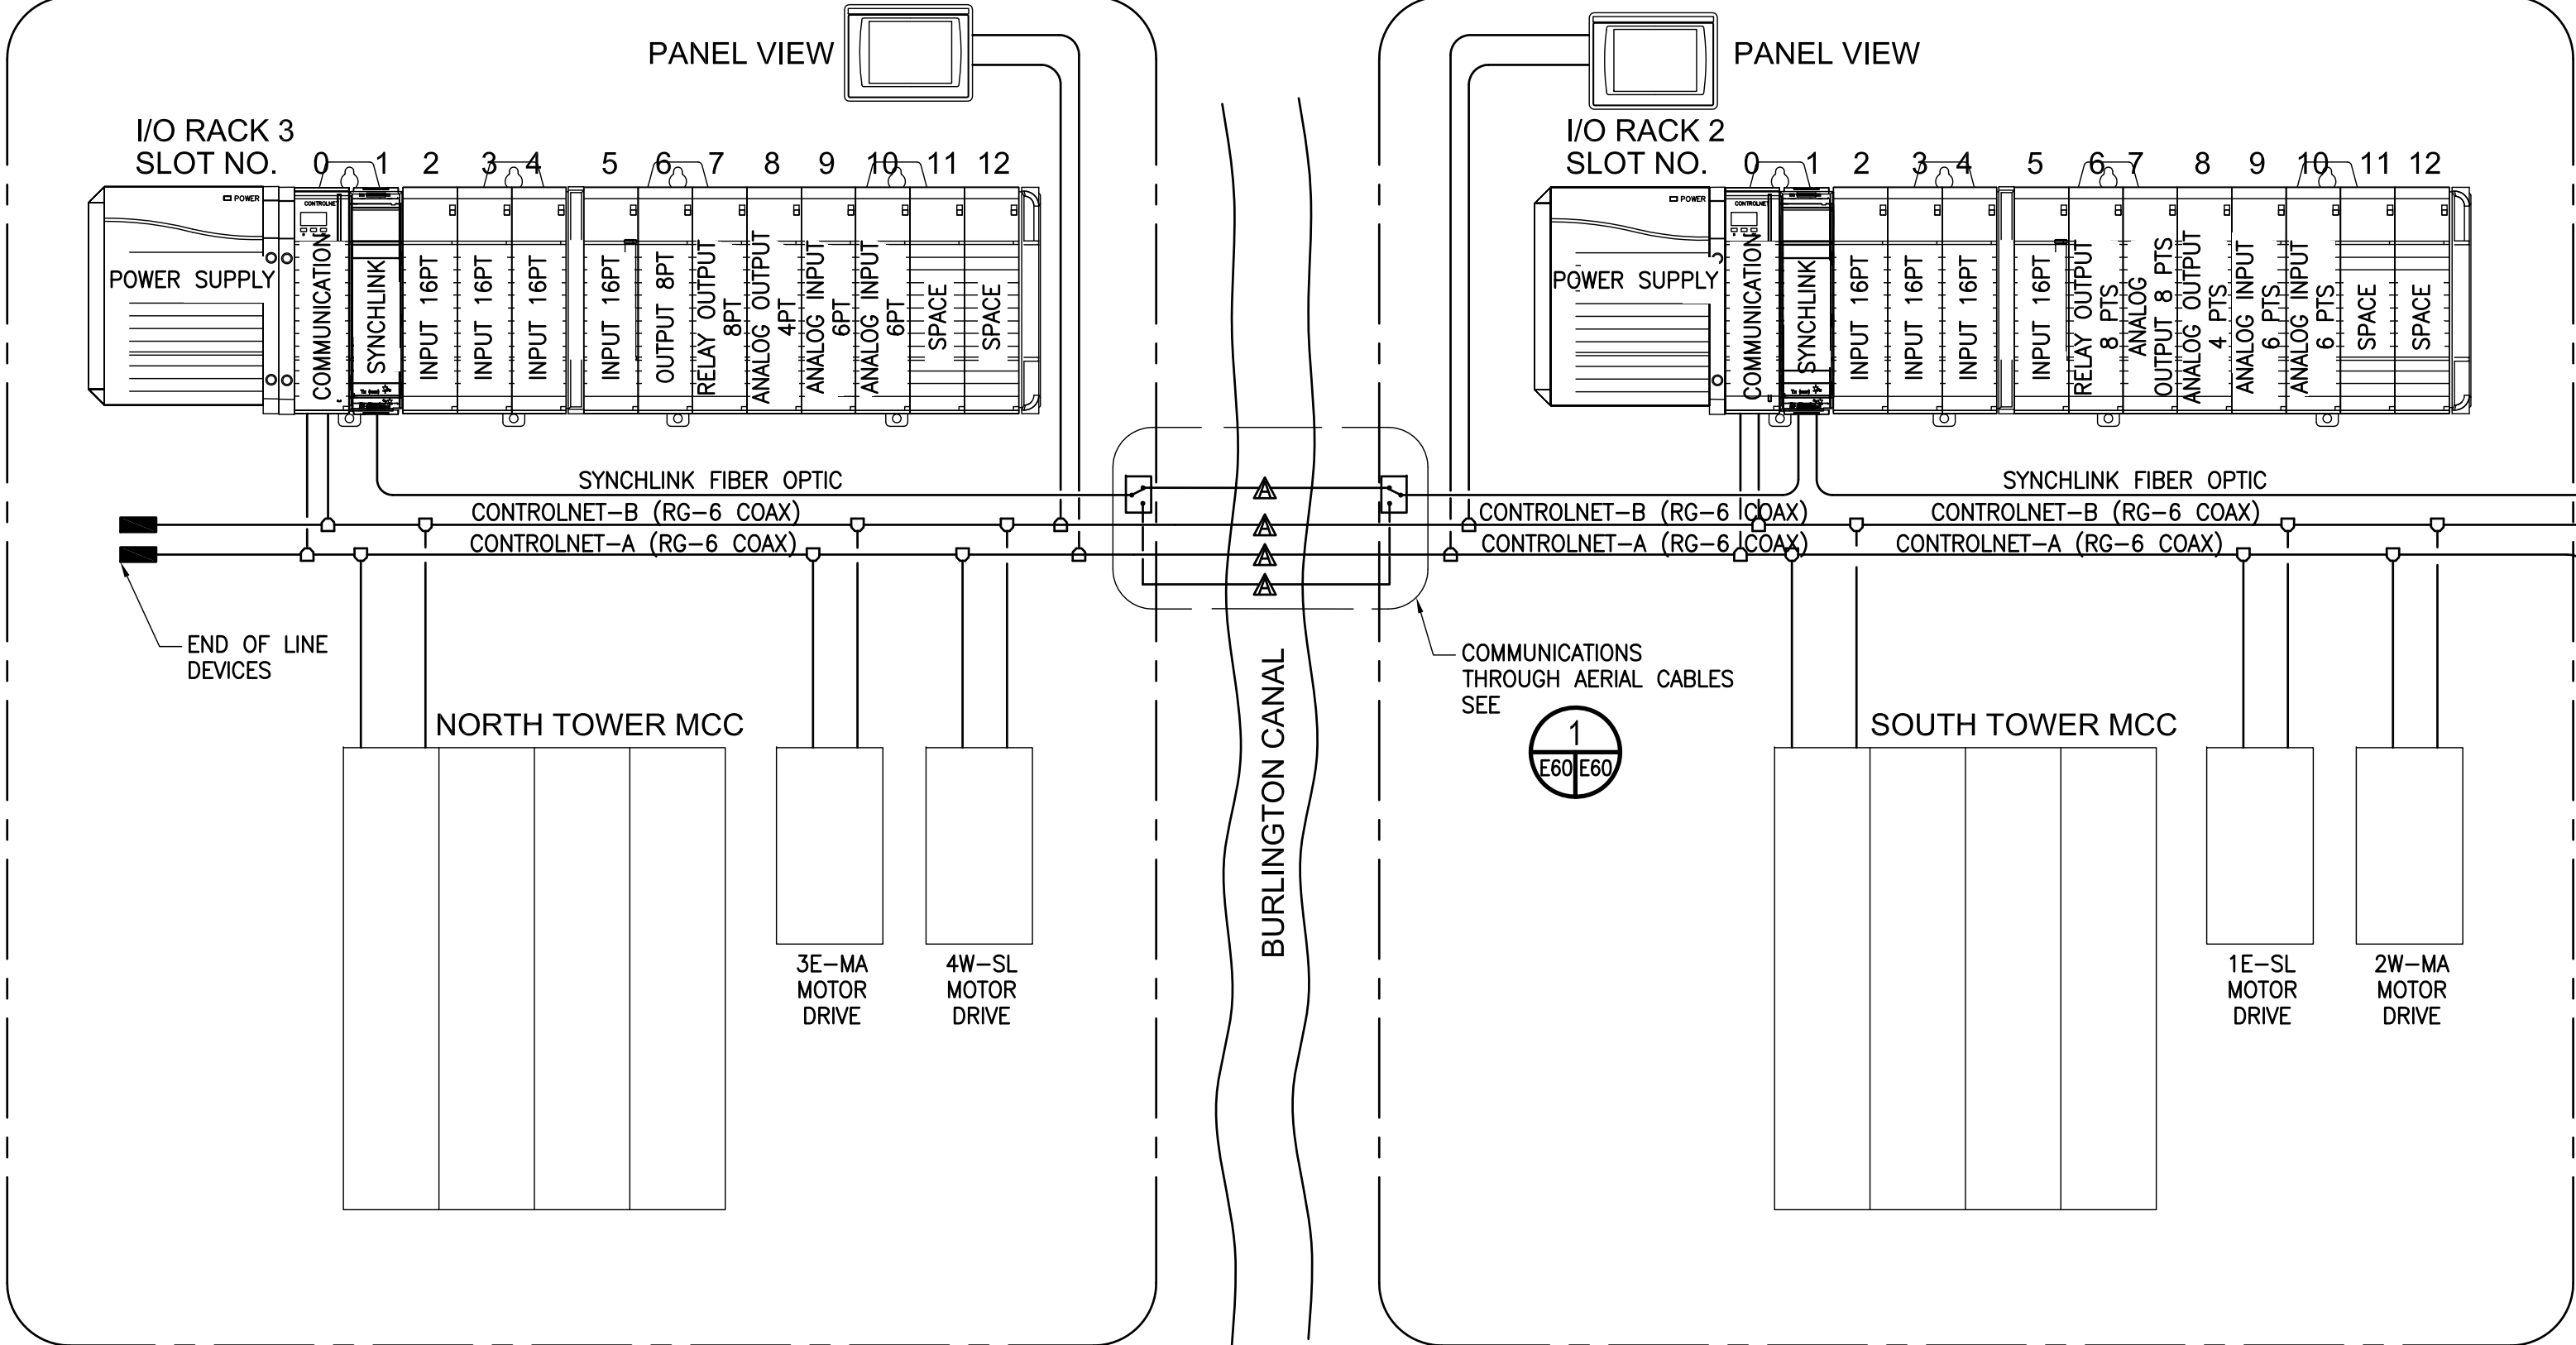 PANEL VIEW
I/O RACK 3
SLOT NO. 0 1 2 3 4 5 6 7 8 9 10 11 12
POWER
CONTROLNET
POWER SUPPLY
COMMUNICATION
SYNCHLINK
INPUT 16PT
INPUT 16PT
INPUT 16PT
INPUT 16PT
OUTPUT 8PT
RELAY OUTPUT
8PT
ANALOG OUTPUT
4PT
ANALOG INPUT
6PT
ANALOG INPUT
6PT
SPACE
SPACE
SYNCHLINK FIBER OPTIC
CONTROLNET-B (RG-6 COAX)
CONTROLNET-A (RG-6 COAX)
END OF LINE
DEVICES
NORTH TOWER MCC
3E-MA
MOTOR
DRIVE
4W-SL
MOTOR
DRIVE
A
A
A
A
BURLINGTON CANAL
COMMUNICATIONS
THROUGH AERIAL CABLES
SEE
1
E60 E60
PANEL VIEW
I/O RACK 2
SLOT NO. 0 1 2 3 4 5 6 7 8 9 10 11 12
POWER
CONTROLNET
POWER SUPPLY
COMMUNICATION
SYNCHLINK
INPUT 16PT
INPUT 16PT
INPUT 16PT
INPUT 16PT
RELAY OUTPUT
8 PTS
ANALOG
OUTPUT 8 PTS
ANALOG OUTPUT
4 PTS
ANALOG INPUT
6 PTS
ANALOG INPUT
6 PTS
SPACE
SPACE
SYNCHLINK FIBER OPTIC
CONTROLNET-B (RG-6 COAX)
CONTROLNET-B (RG-6 COAX)
CONTROLNET-A (RG-6 COAX)
CONTROLNET-A (RG-6 COAX)
SOUTH TOWER MCC
1E-SL
MOTOR
DRIVE
2W-MA
MOTOR
DRIVE